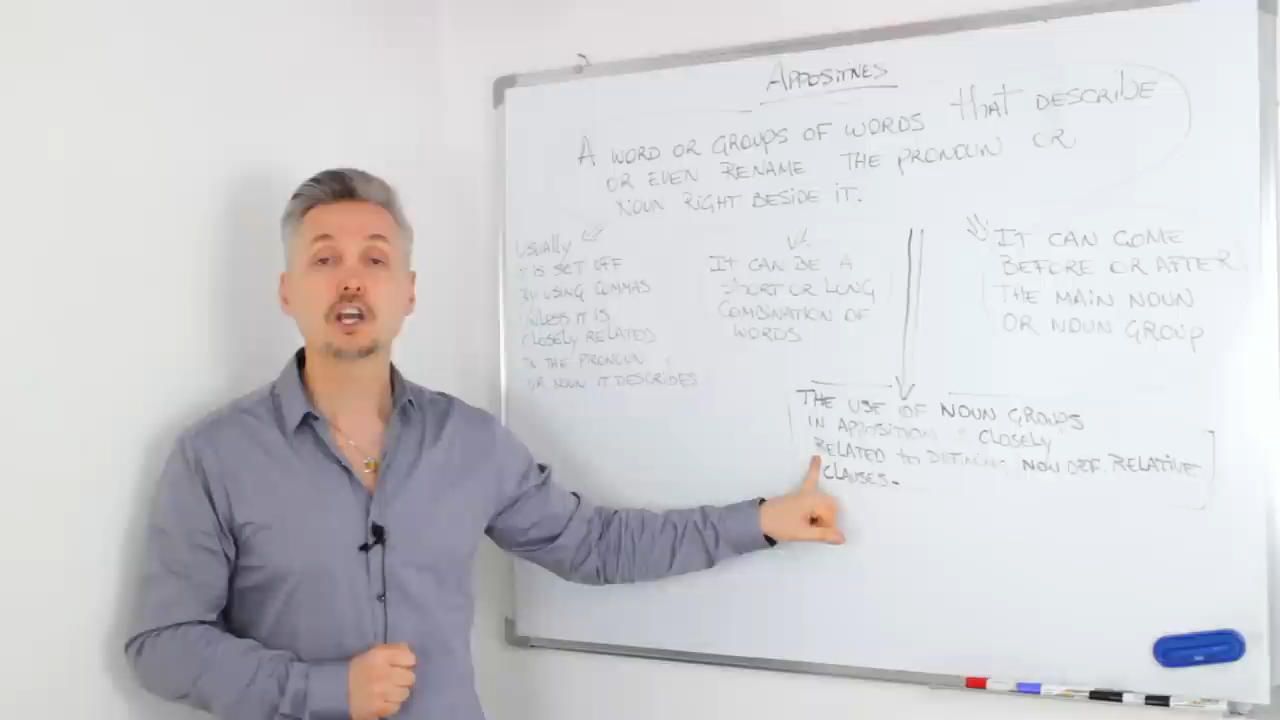 APPOSITIVES
A WORD OR GROUPS OF WORDS that DESCRIBE
OR EVEN RENAME THE PRONOUN OR
NOUN RIGHT BESIDE IT.
USUALLY
IT IS SET OFF
BY USING COMMAS
UNLESS IT IS
CLOSELY RELATED
TO THE PRONOUN
OR NOUN IT DESCRIBES
IT CAN BE A
SHORT OR LONG
COMBINATION OF
WORDS
IT CAN COME
BEFORE OR AFTER
THE MAIN NOUN
OR NOUN GROUP
THE USE OF NOUN GROUPS
IN APPOSITION IS CLOSELY
RELATED to DEFINING NON DEF. RELATIVE
CLAUSES.